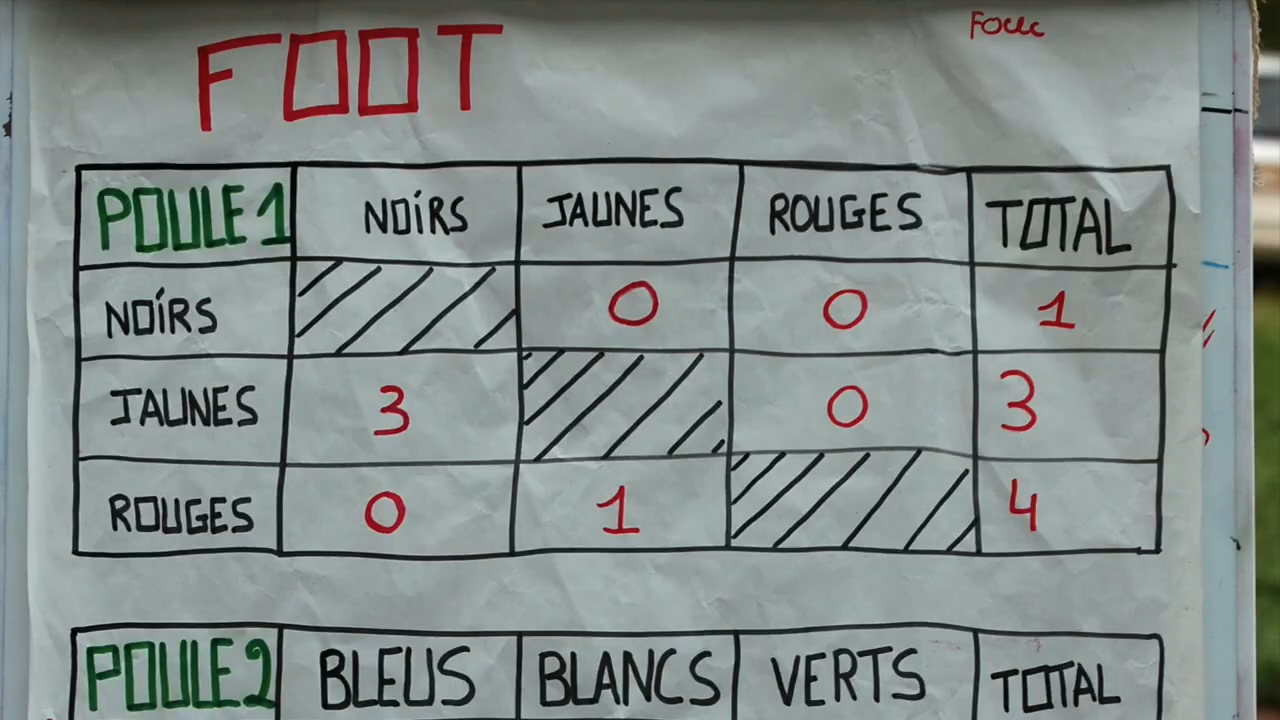 FOOT
POULE 1 NOIRS JAUNES ROUGES TOTAL
NOIRS 0 0 1
JAUNES 3 0 3
ROUGES 0 1 4
POULE 2 BLEUS BLANCS VERTS TOTAL